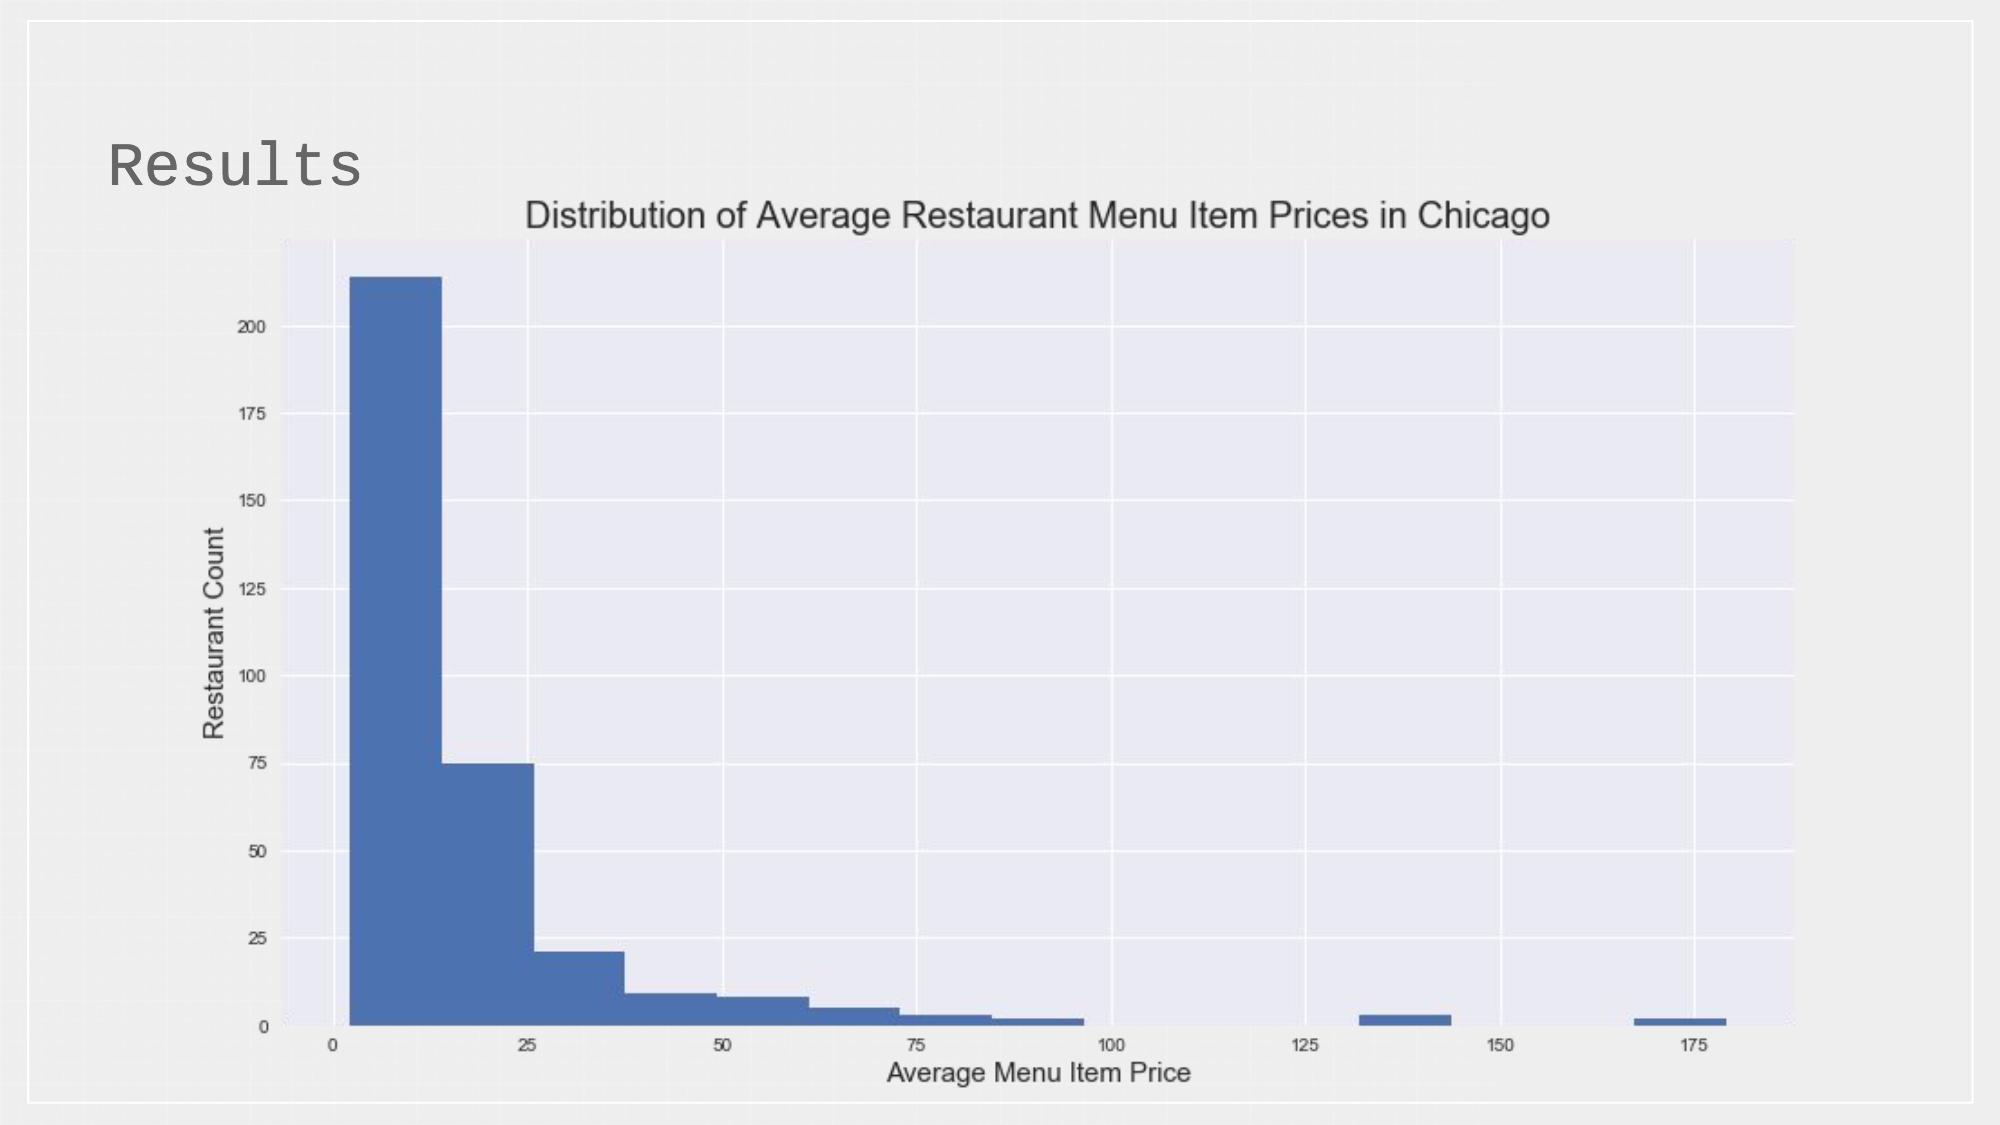 Results
Distribution of Average Restaurant Menu Item Prices in Chicago
200
175
150
125
100
75
50
25
0
Restaurant Count
0 25 50 75 100 125 150 175
Average Menu Item Price